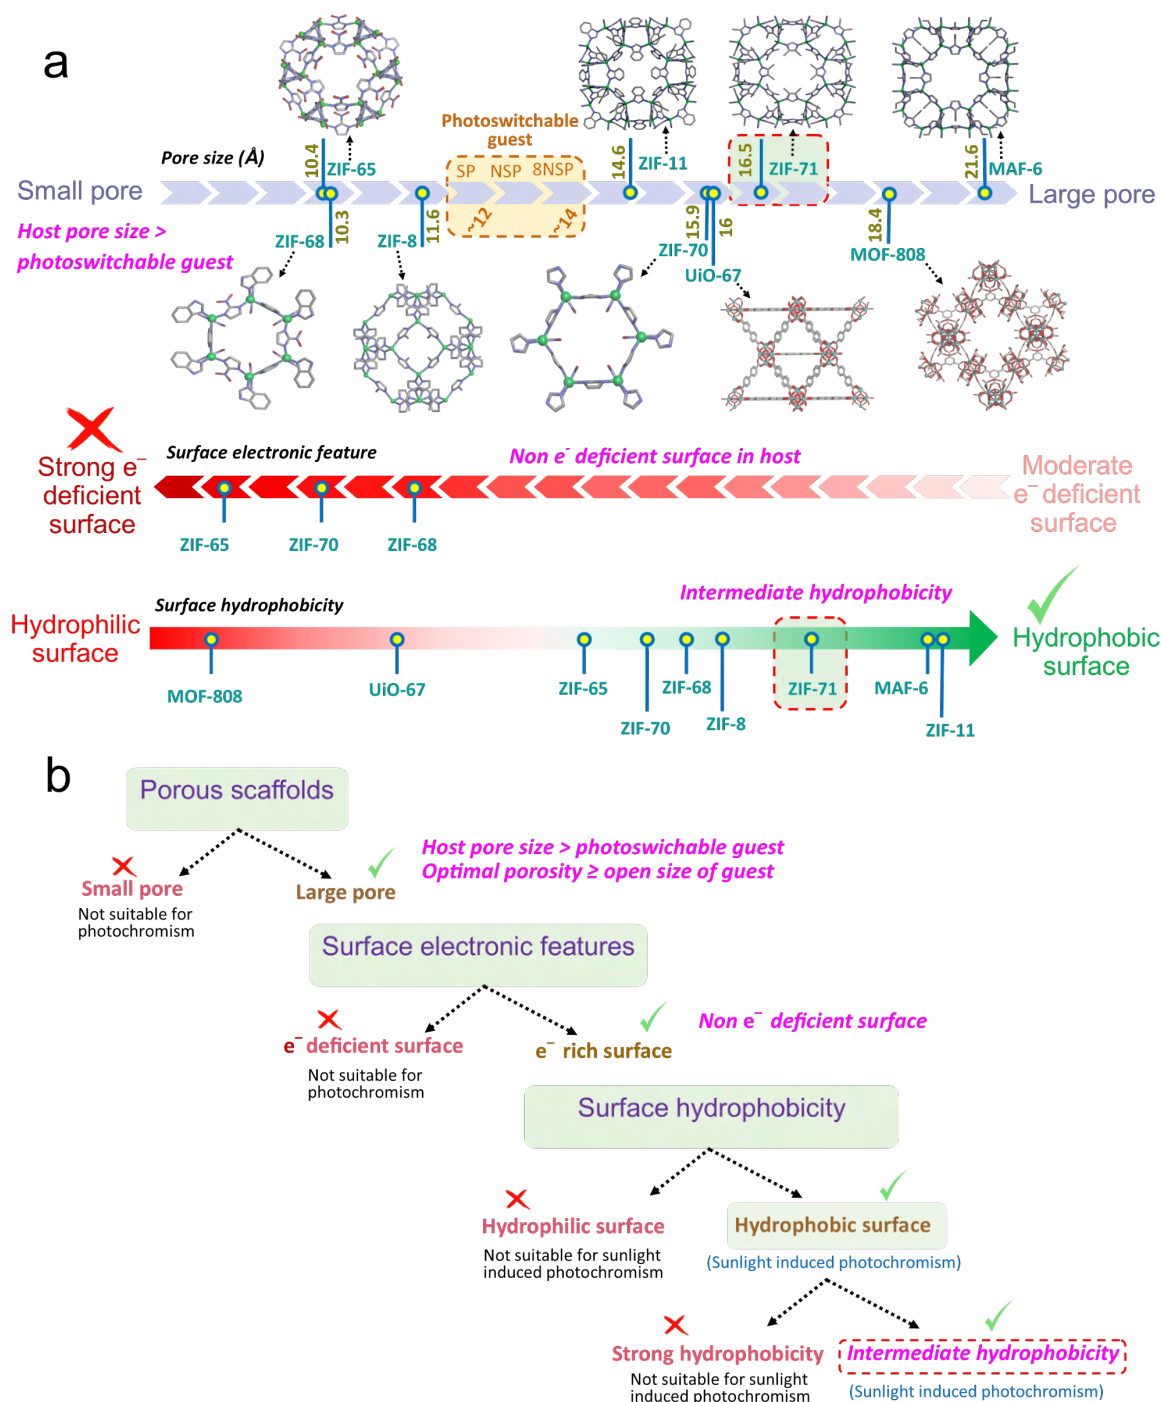 a
Photoswitchable
guest
Pore size (Å)
10.4
ZIF-65
SP NSP 8NSP
14.6
ZIF-11
16.5
ZIF-71
21.6
MAF-6
Small pore
Large pore
Host pore size >
photoswitchable guest
ZIF-68
10.3
ZIF-8
11.6
~12
~14
15.9
ZIF-70
16
UiO-67
18.4
MOF-808
Strong e⁻
deficient
surface
Surface electronic feature
Non e⁻ deficient surface in host
Moderate
e⁻ deficient
surface
ZIF-65
ZIF-70
ZIF-68
Surface hydrophobicity
Intermediate hydrophobicity
Hydrophilic
surface
Hydrophobic
surface
MOF-808
UiO-67
ZIF-65
ZIF-70
ZIF-68
ZIF-8
ZIF-71
MAF-6
ZIF-11
b
Porous scaffolds
Host pore size > photoswichable guest
Optimal porosity ≥ open size of guest
Small pore
Large pore
Not suitable for
photochromism
Surface electronic features
Non e⁻ deficient surface
e⁻ deficient surface
e⁻ rich surface
Not suitable for
photochromism
Surface hydrophobicity
Hydrophilic surface
Hydrophobic surface
Not suitable for sunlight
induced photochromism
(Sunlight induced photochromism)
Strong hydrophobicity
Intermediate hydrophobicity
Not suitable for sunlight
induced photochromism
(Sunlight induced photochromism)